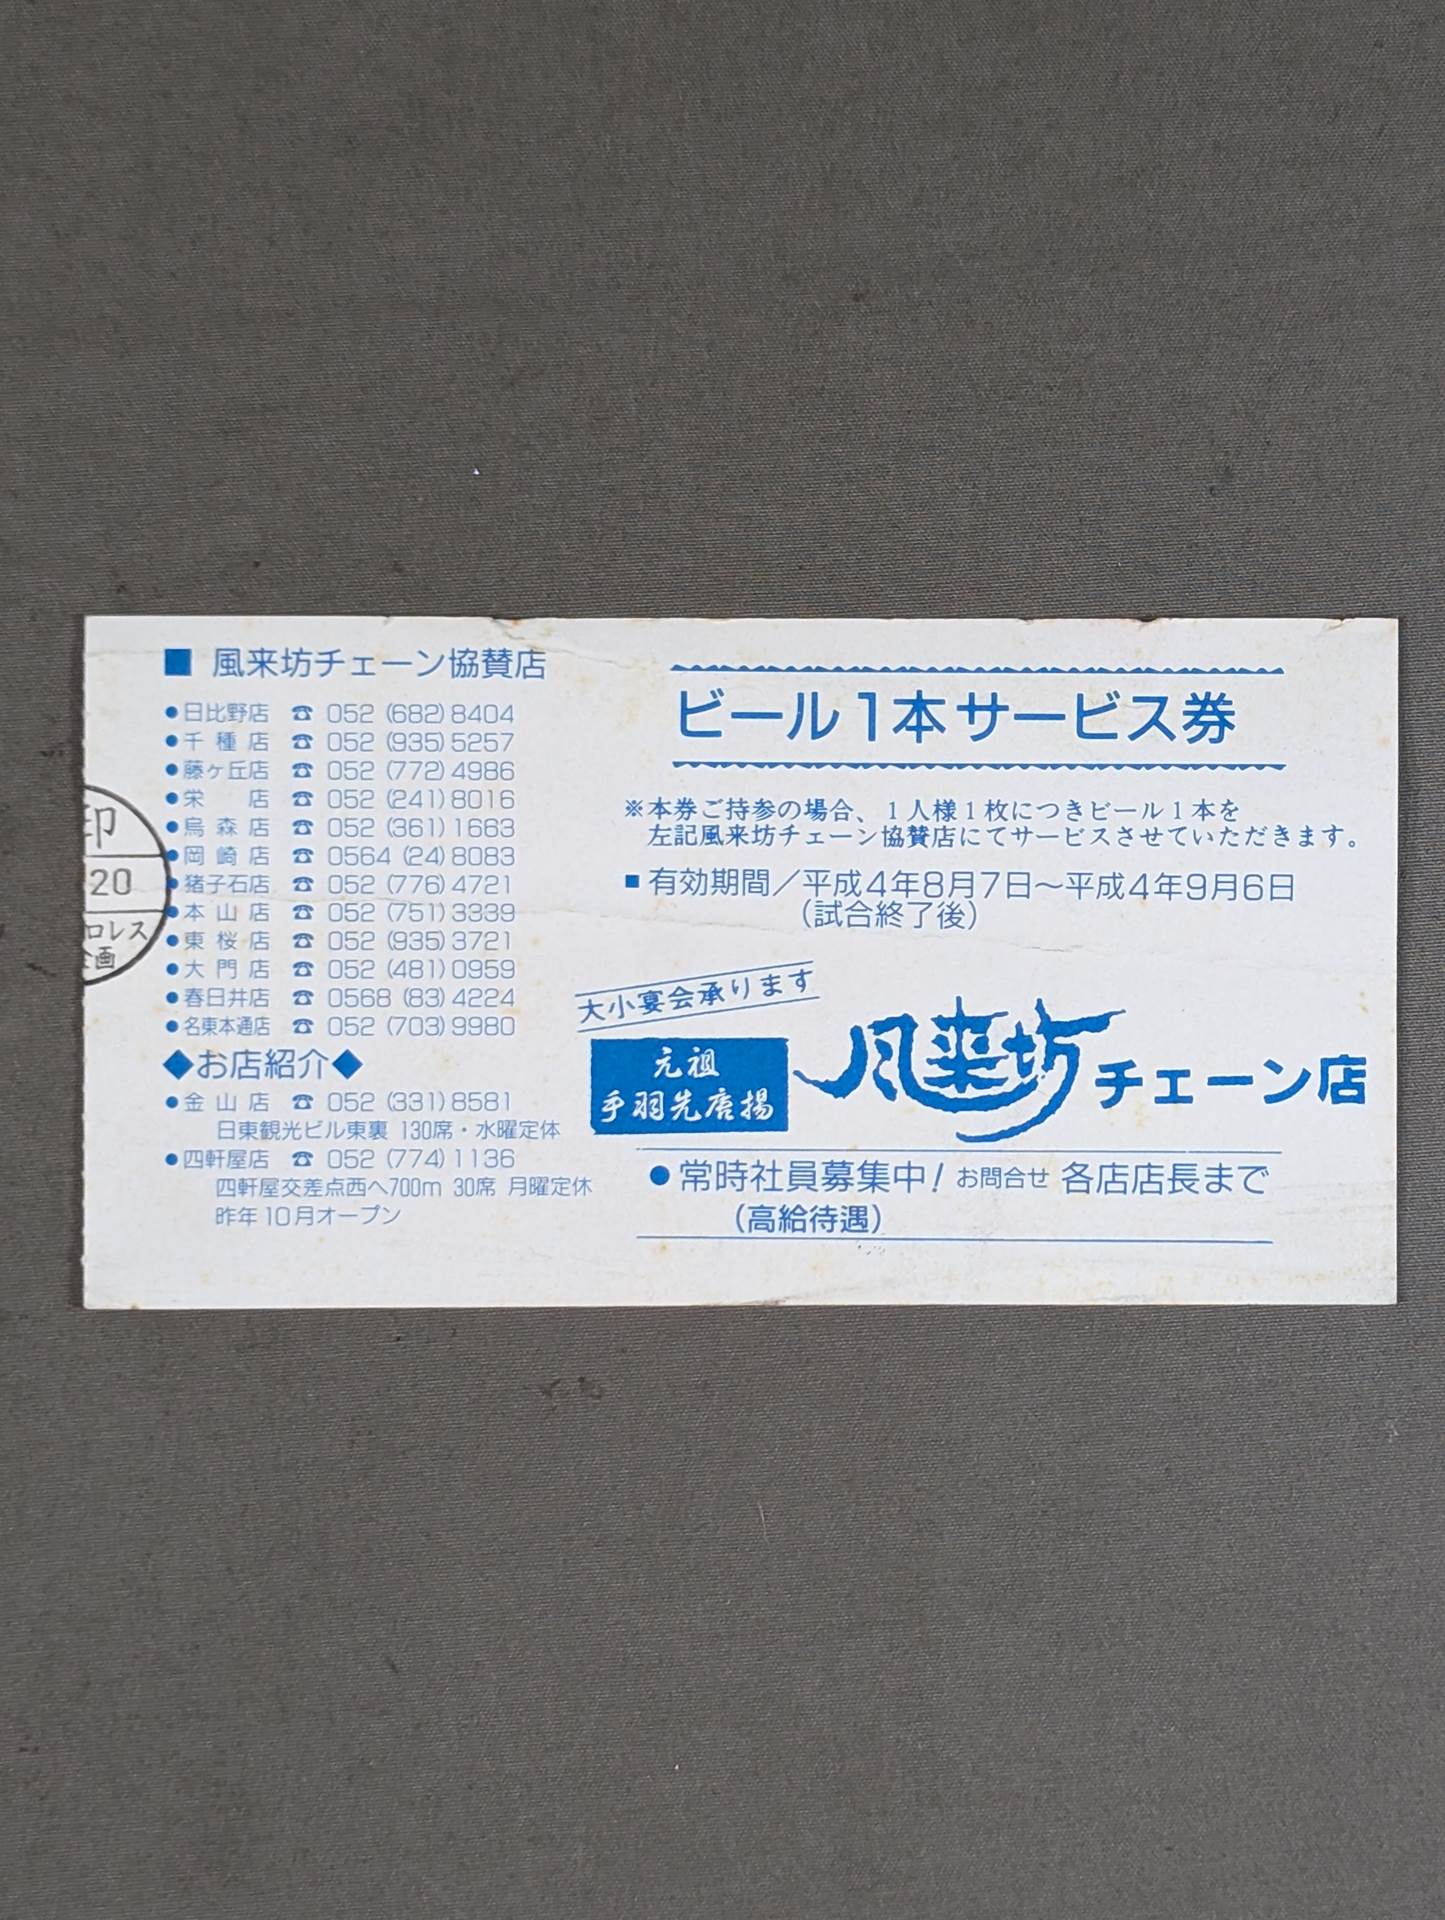 ■ 風来坊チェーン協賛店
●日比野店 ☎ 052 (682) 8404
●千種店 ☎ 052 (935) 5257
●藤ヶ丘店 ☎ 052 (772) 4986
●栄店 ☎ 052 (241) 8016
●烏森店 ☎ 052 (361) 1663
●岡崎店 ☎ 0564 (24) 8083
●猪子石店 ☎ 052 (776) 4721
●本山店 ☎ 052 (751) 3339
●東桜店 ☎ 052 (935) 3721
●大門店 ☎ 052 (481) 0959
●春日井店 ☎ 0568 (83) 4224
●名東本通店 ☎ 052 (703) 9980
◆お店紹介◆
●金山店 ☎ 052 (331) 8581
日東観光ビル東裏 130席・水曜定休
●四軒屋店 ☎ 052 (774) 1136
四軒屋交差点西へ700m 30席 月曜定休
昨年10月オープン
印
20
ロレス
画
ビール1本サービス券
※本券ご持参の場合、1人様1枚につきビール1本を
左記風来坊チェーン協賛店にてサービスさせていただきます。
■有効期間／平成4年8月7日〜平成4年9月6日
(試合終了後)
大小宴会承ります
元祖
手羽先唐揚
風来坊チェーン店
●常時社員募集中! お問合せ 各店店長まで
(高給待遇)